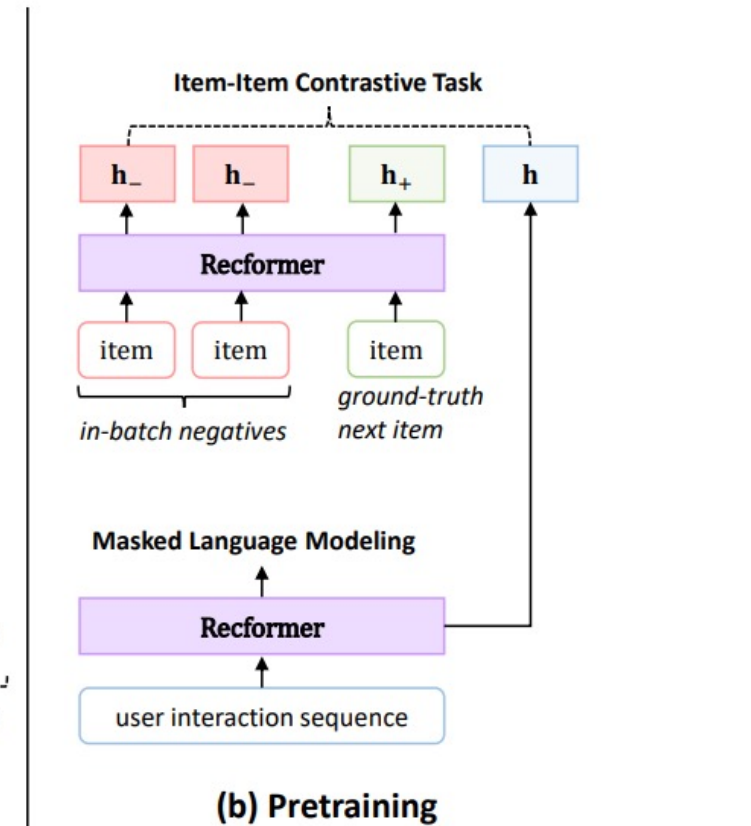 Item-Item Contrastive Task
h₋ h₋ h₊ h
Recformer
item item item
in-batch negatives
ground-truth
next item
Masked Language Modeling
Recformer
user interaction sequence
(b) Pretraining